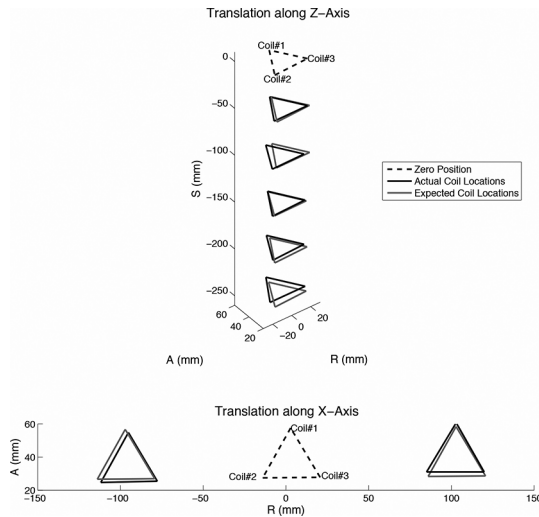 Translation along Z-Axis
Coil#1
0
Coil#3
Coil#2
−50
−100
−150
−200
−250
S (mm)
Zero Position
Actual Coil Locations
Expected Coil Locations
60
40
20
−20
0
20
A (mm)
R (mm)
Translation along X-Axis
60
40
20
A (mm)
Coil#1
Coil#2
Coil#3
−150
−100
−50
0
50
100
150
R (mm)